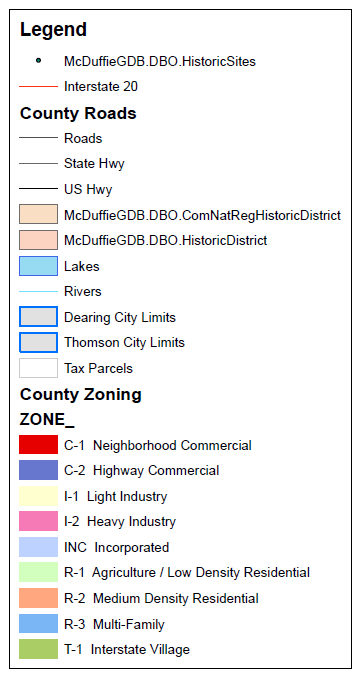 Legend
McDuffieGDB.DBO.HistoricSites
Interstate 20
County Roads
Roads
State Hwy
US Hwy
McDuffieGDB.DBO.ComNatRegHistoricDistrict
McDuffieGDB.DBO.HistoricDistrict
Lakes
Rivers
Dearing City Limits
Thomson City Limits
Tax Parcels
County Zoning
ZONE_
C-1 Neighborhood Commercial
C-2 Highway Commercial
I-1 Light Industry
I-2 Heavy Industry
INC Incorporated
R-1 Agriculture / Low Density Residential
R-2 Medium Density Residential
R-3 Multi-Family
T-1 Interstate Village